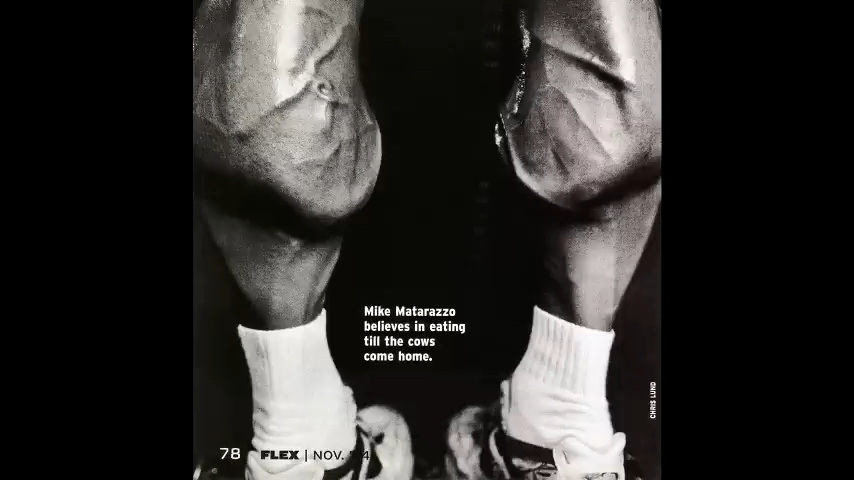 Mike Matarazzo
believes in eating
till the cows
come home.
CHRIS LUND
78 FLEX | NOV.